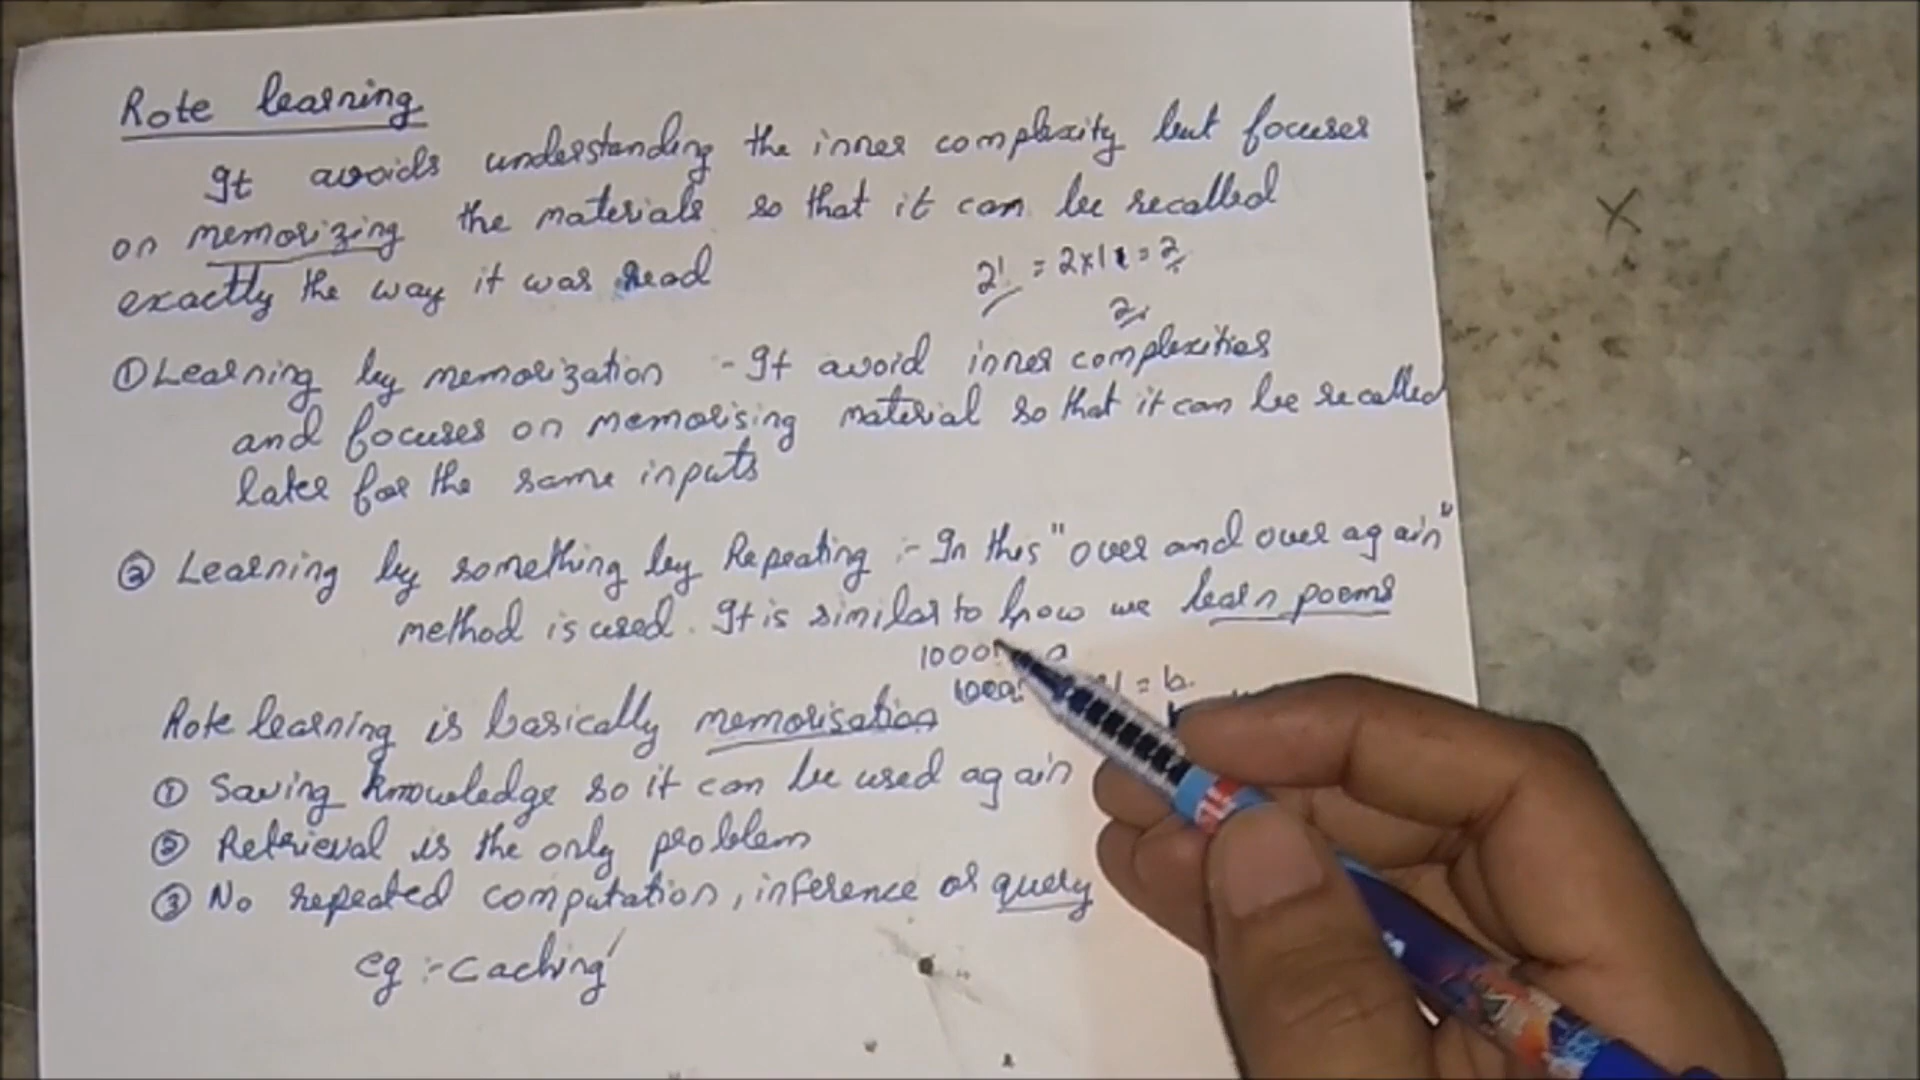 Rote learning
It avoids understanding the inner complexity but focuses
on memorizing the materials so that it can be recalled
exactly the way it was read
2! = 2x1 = 2
2
① Learning by memorization - It avoid inner complexities
and focuses on memorising material so that it can be recalled
later for the same inputs
② Learning by something by Repeating :- In this "over and over again"
method is used. It is similar to know we learn poems
1000
= b.
Rote learning is basically memorisation
① Saving knowledge so it can be used again
② Retrieval is the only problem
③ No repeated computation, inference or query
eg :- Caching